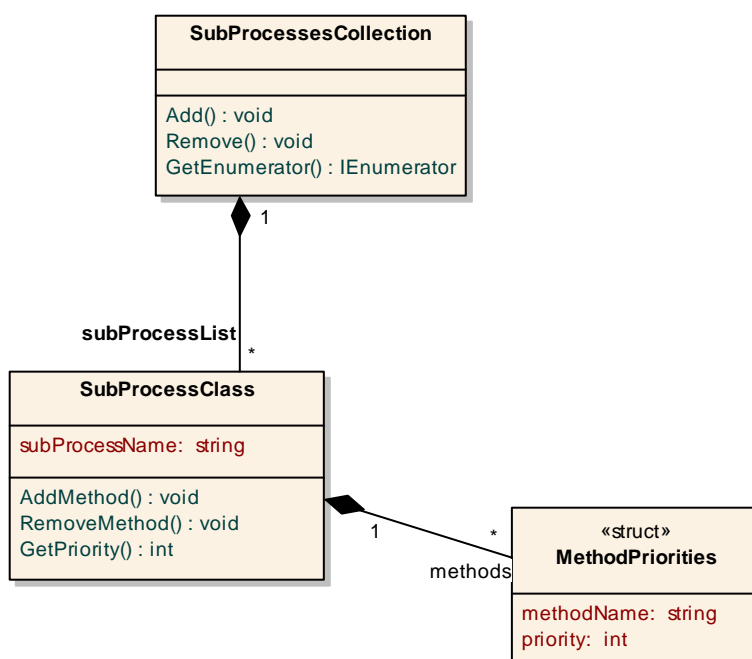 SubProcessesCollection
Add() : void
Remove() : void
GetEnumerator() : IEnumerator
1
subProcessList
*
SubProcessClass
subProcessName:  string
AddMethod() : void
RemoveMethod() : void
GetPriority() : int
1
*
methods
«struct»
MethodPriorities
methodName:  string
priority:  int